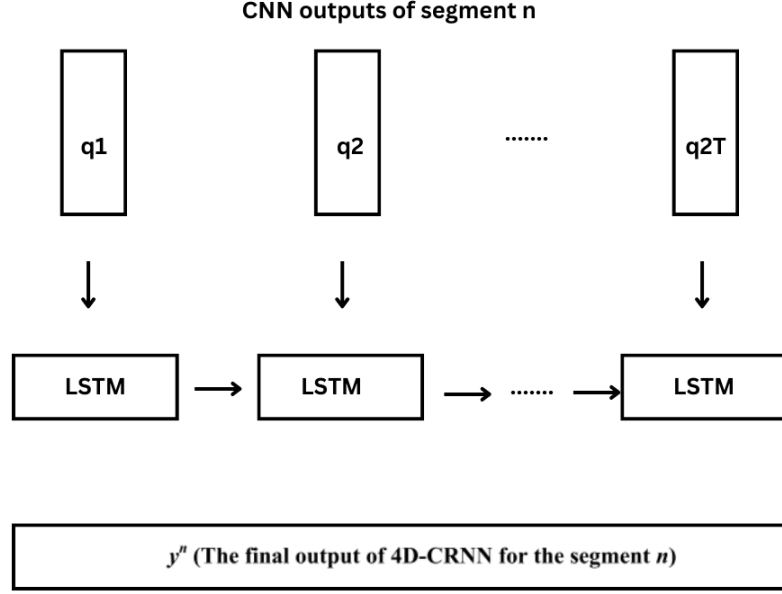 CNN outputs of segment n
q1 q2 ....... q2T
LSTM LSTM ....... LSTM
yⁿ (The final output of 4D-CRNN for the segment n)